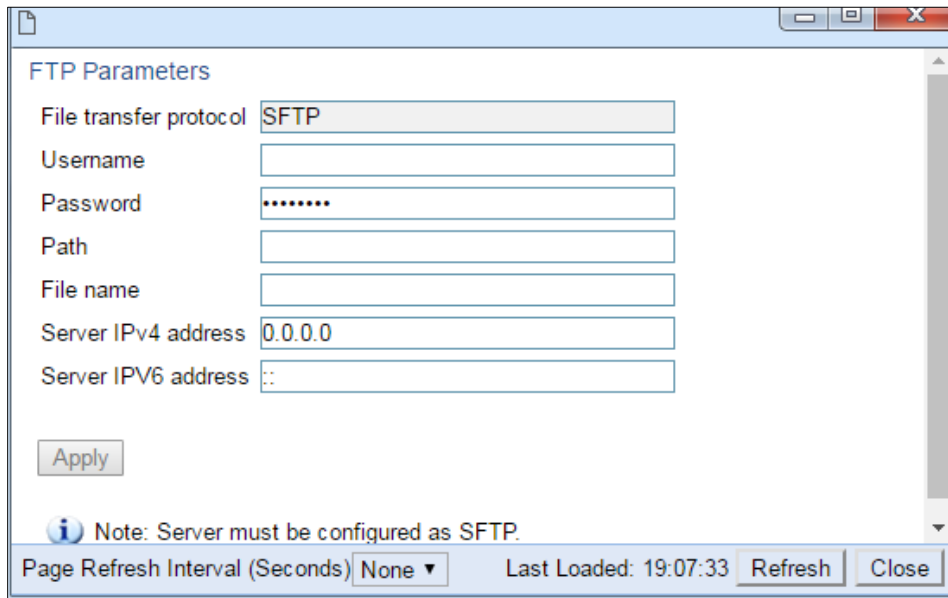 FTP Parameters
File transfer protocol SFTP
Username
Password ••••••••
Path
File name
Server IPv4 address 0.0.0.0
Server IPV6 address ::
Apply
Note: Server must be configured as SFTP.
Page Refresh Interval (Seconds) None ▼ Last Loaded: 19:07:33 Refresh Close